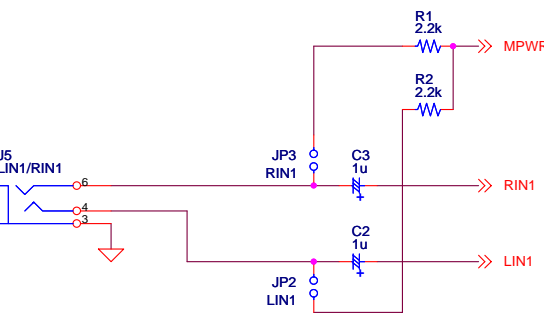 R1
2.2k
MPWR
R2
2.2k
J5
LIN1/RIN1
JP3
RIN1
C3
1u
6
RIN1
4
3
C2
1u
LIN1
JP2
LIN1